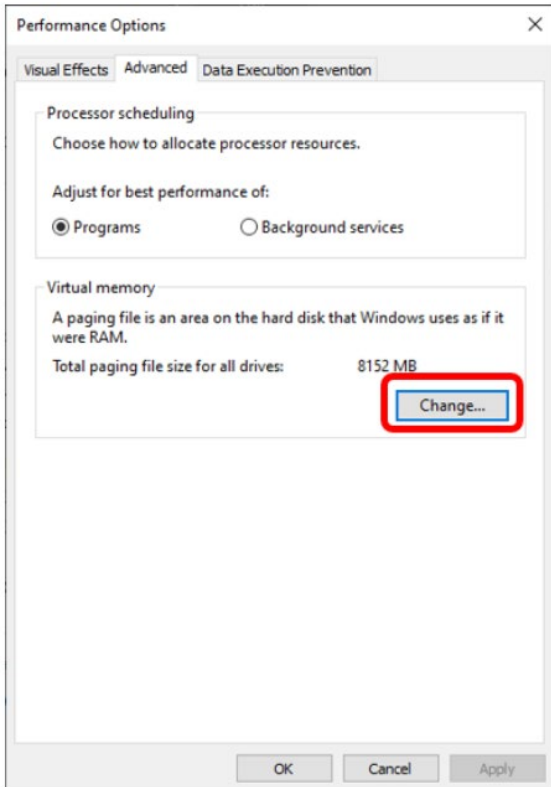 Performance Options
Visual Effects Advanced Data Execution Prevention
Processor scheduling
Choose how to allocate processor resources.
Adjust for best performance of:
Programs Background services
Virtual memory
A paging file is an area on the hard disk that Windows uses as if it
were RAM.
Total paging file size for all drives: 8152 MB
Change...
OK Cancel Apply